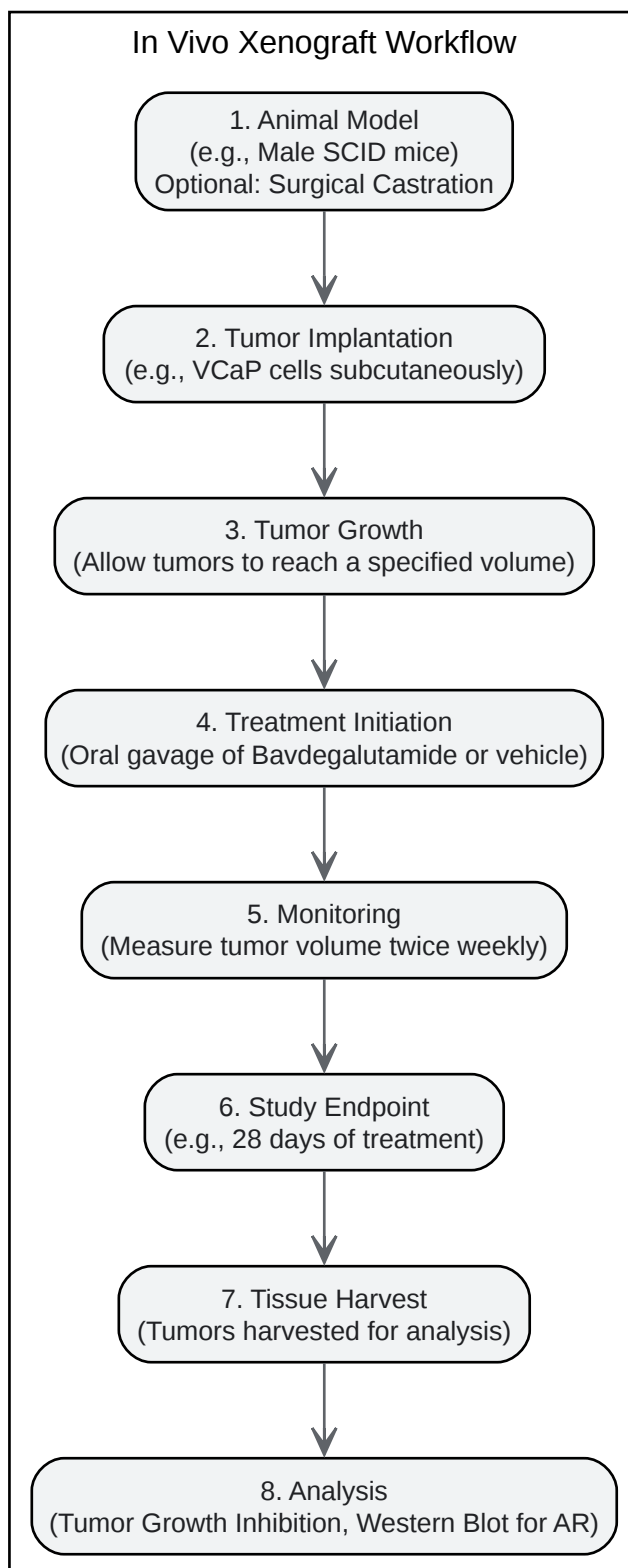 In Vivo Xenograft Workflow
1. Animal Model
(e.g., Male SCID mice)
Optional: Surgical Castration
2. Tumor Implantation
(e.g., VCaP cells subcutaneously)
3. Tumor Growth
(Allow tumors to reach a specified volume)
4. Treatment Initiation
(Oral gavage of Bavdegalutamide or vehicle)
5. Monitoring
(Measure tumor volume twice weekly)
6. Study Endpoint
(e.g., 28 days of treatment)
7. Tissue Harvest
(Tumors harvested for analysis)
8. Analysis
(Tumor Growth Inhibition, Western Blot for AR)